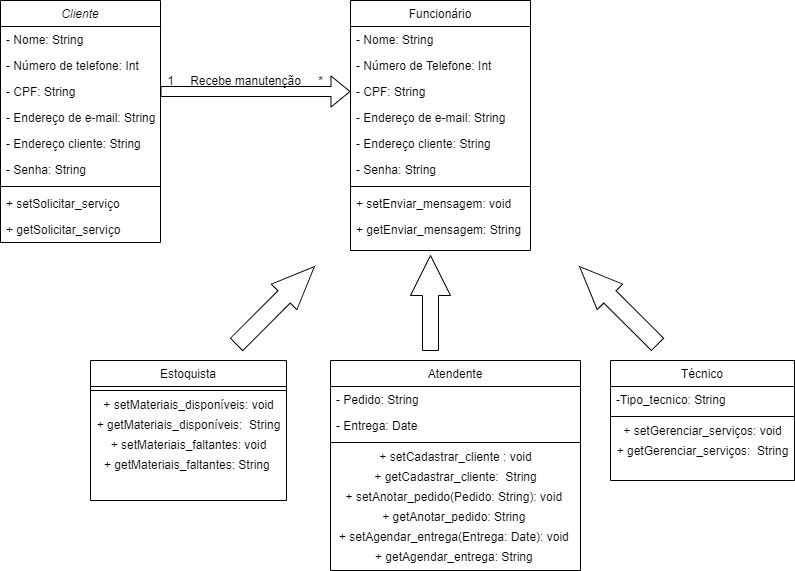 Cliente
- Nome: String
- Número de telefone: Int
- CPF: String
- Endereço de e-mail: String
- Endereço cliente: String
- Senha: String
+ setSolicitar_serviço
+ getSolicitar_serviço
1 Recebe manutenção *
Funcionário
- Nome: String
- Número de Telefone: Int
- CPF: String
- Endereço de e-mail: String
- Endereço cliente: String
- Senha: String
+ setEnviar_mensagem: void
+ getEnviar_mensagem: String
Estoquista
+ setMateriais_disponíveis: void
+ getMateriais_disponíveis: String
+ setMateriais_faltantes: void
+ getMateriais_faltantes: String
Atendente
- Pedido: String
- Entrega: Date
+ setCadastrar_cliente : void
+ getCadastrar_cliente: String
+ setAnotar_pedido(Pedido: String): void
+ getAnotar_pedido: String
+ setAgendar_entrega(Entrega: Date): void
+ getAgendar_entrega: String
Técnico
-Tipo_tecnico: String
+ setGerenciar_serviços: void
+ getGerenciar_serviços: String